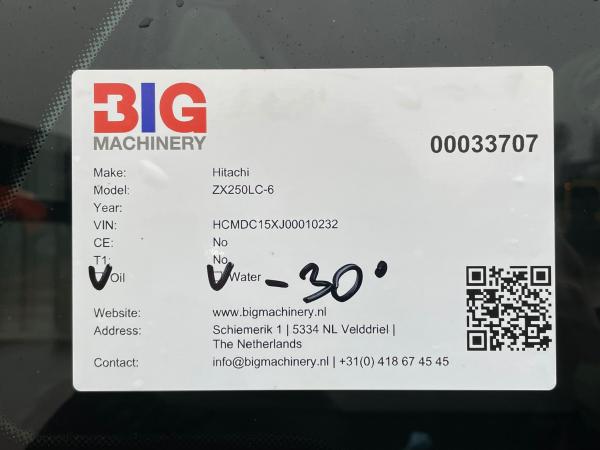 BIG
MACHINERY
00033707
Make: Hitachi
Model: ZX250LC-6
Year:
VIN: HCMDC15XJ00010232
CE: No
T1: No
Oil Water -30°
Website: www.bigmachinery.nl
Address: Schiemerik 1 | 5334 NL Velddriel |
The Netherlands
Contact: info@bigmachinery.nl | +31(0) 418 67 45 45